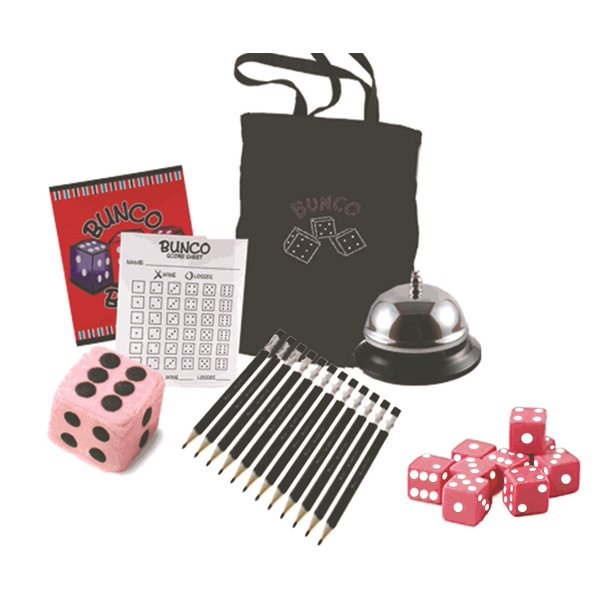 BUNCO
BUNCO
BUNCO
SCORE SHEET
NAME:
WINS
LOSSES
WINS LOSSES